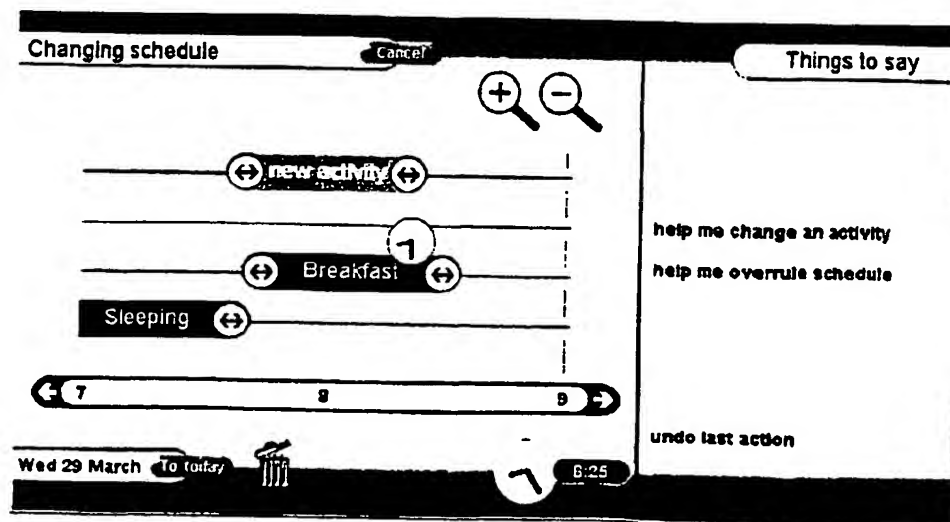 Changing schedule
Cancel
Things to say
new activity
help me change an activity
Breakfast
help me overrule schedule
Sleeping
7 8 9
undo last action
Wed 29 March
To today
8:25